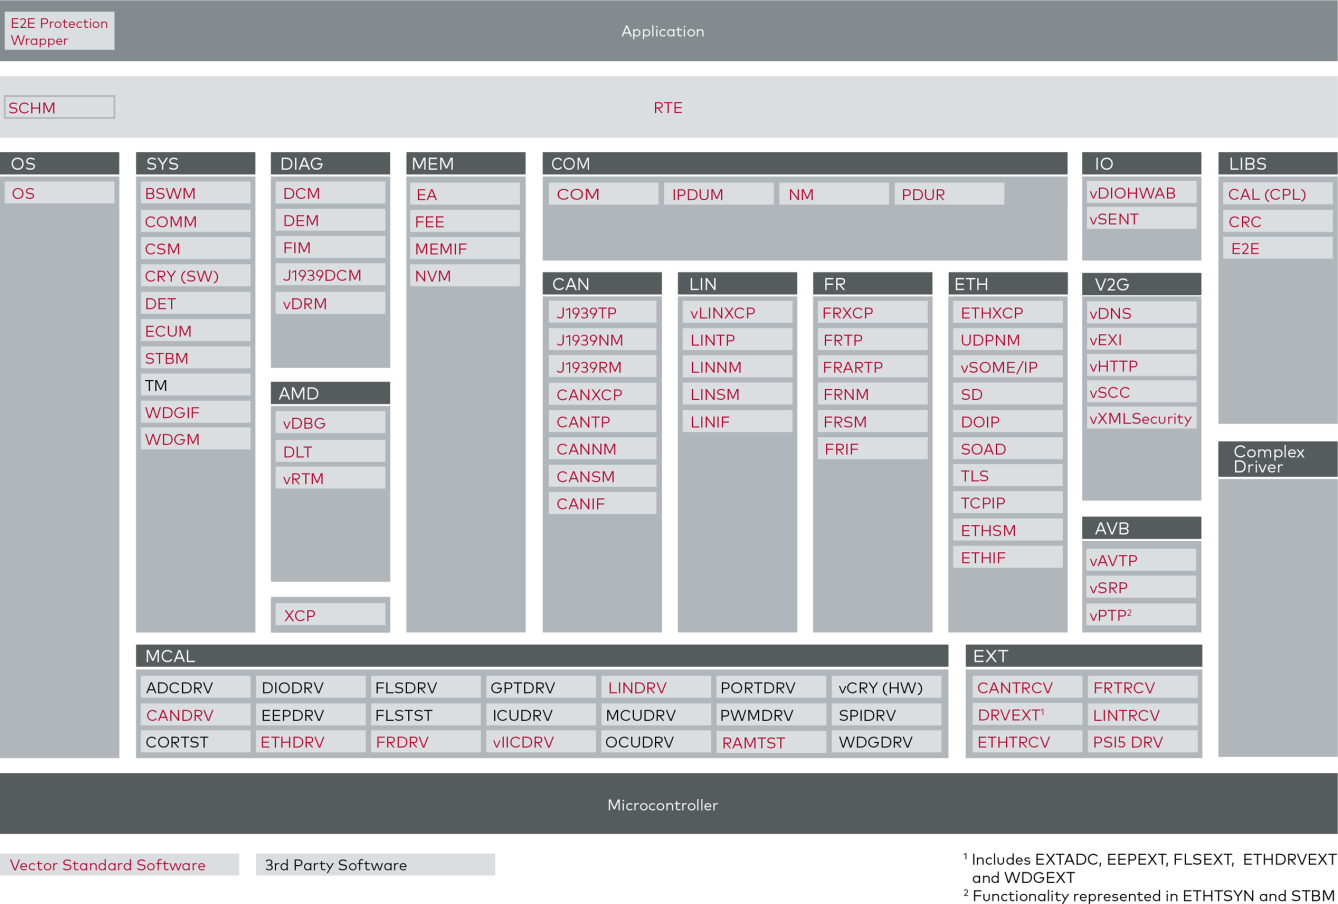 E2E Protection
Wrapper
Application
SCHM
RTE
OS
OS
SYS
BSWM
COMM
CSM
CRY (SW)
DET
ECUM
STBM
TM
WDGIF
WDGM
DIAG
DCM
DEM
FIM
J1939DCM
vDRM
AMD
vDBG
DLT
vRTM
XCP
MEM
EA
FEE
MEMIF
NVM
COM
COM
IPDUM
NM
PDUR
CAN
J1939TP
J1939NM
J1939RM
CANXCP
CANTP
CANNM
CANSM
CANIF
LIN
vLINXCP
LINTP
LINNM
LINSM
LINIF
FR
FRXCP
FRTP
FRARTP
FRNM
FRSM
FRIF
ETH
ETHXCP
UDPNM
vSOME/IP
SD
DOIP
SOAD
TLS
TCPIP
ETHSM
ETHIF
IO
vDIOHWAB
vSENT
V2G
vDNS
vEXI
vHTTP
vSCC
vXMLSecurity
AVB
vAVTP
vSRP
vPTP²
LIBS
CAL (CPL)
CRC
E2E
Complex
Driver
MCAL
ADCDRV DIODRV FLSDRV GPTDRV LINDRV PORTDRV vCRY (HW)
CANDRV EEPDRV FLSTST ICUDRV MCUDRV PWMDRV SPIDRV
CORTST ETHDRV FRDRV vIICDRV OCUDRV RAMTST WDGDRV
EXT
CANTRCV FRTRCV
DRVEXT¹ LINTRCV
ETHTRCV PSI5 DRV
Microcontroller
Vector Standard Software
3rd Party Software
¹ Includes EXTADC, EEPEXT, FLSEXT, ETHDRVEXT
and WDGEXT
² Functionality represented in ETHTSYN and STBM